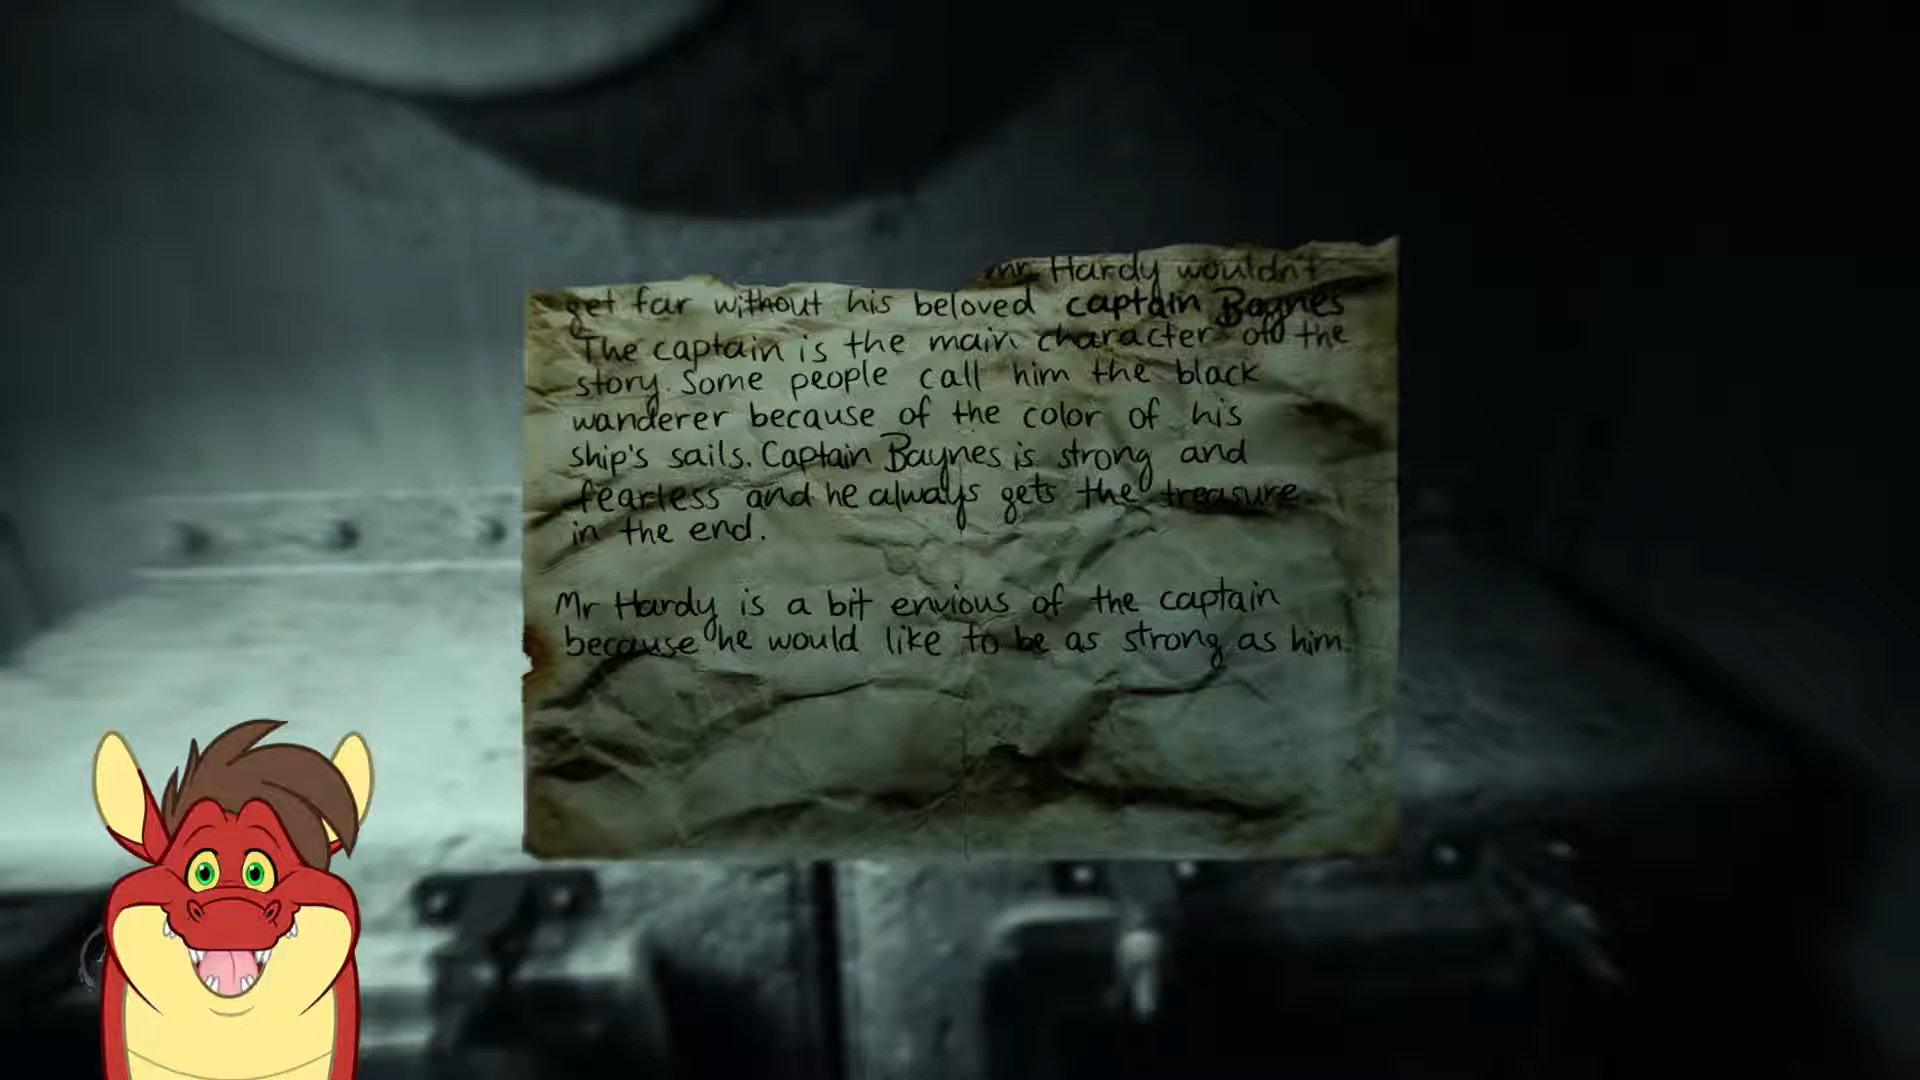 mr Hardy wouldn't
get far without his beloved captain Baynes
The captain is the main character of the
story. Some people call him the black
wanderer because of the color of his
ship's sails. Captain Baynes is strong and
fearless and he always gets the treasure
in the end.
Mr Hardy is a bit envious of the captain
because he would like to be as strong as him.